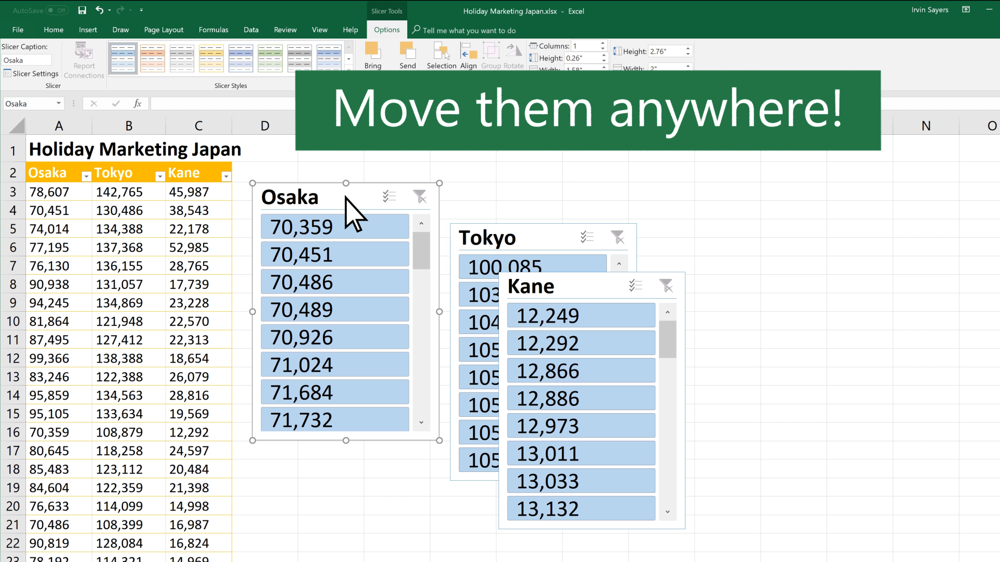 AutoSave Off
Slicer Tools
Holiday Marketing Japan.xlsx - Excel
Irvin Sayers
File Home Insert Draw Page Layout Formulas Data Review View Help Options Tell me what you want to do
Slicer Caption:
Osaka
Slicer Settings
Slicer
Report
Connections
Slicer Styles
Bring Send Selection Align Group Rotate
Columns: 1
Height: 0.26"
Width: 1.58"
Height: 2.76"
Width: 2"
Move them anywhere!
Osaka fx
A B C D N O
1 Holiday Marketing Japan
2 Osaka Tokyo Kane
3 78,607 142,765 45,987
4 70,451 130,486 38,543
5 74,014 134,388 22,178
6 77,195 137,368 52,985
7 76,130 136,155 28,765
8 90,938 131,057 17,739
9 94,245 134,869 23,228
10 81,864 121,948 22,570
11 87,495 127,412 22,313
12 99,366 138,388 18,654
13 83,246 122,388 26,079
14 95,859 134,563 28,816
15 95,105 133,634 19,569
16 70,359 108,879 12,292
17 80,645 118,258 24,597
18 85,483 123,112 20,484
19 84,604 122,359 21,398
20 76,633 114,099 14,998
21 70,486 108,399 16,987
22 90,819 128,084 16,824
23 78,192 114,321 14,969
Osaka
70,359
70,451
70,486
70,489
70,926
71,024
71,684
71,732
Tokyo
100,085
103
104
105
105
105
105
105
Kane
12,249
12,292
12,866
12,886
12,973
13,011
13,033
13,132